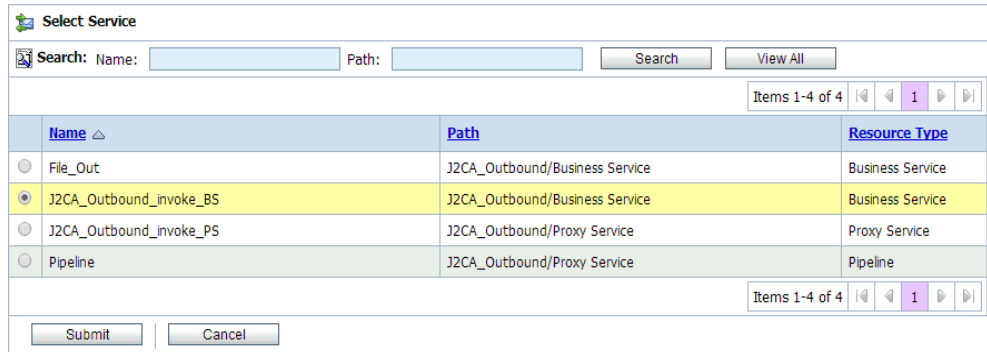 Select Service
Search: Name: Path: Search View All
Items 1-4 of 4 1
Name Path Resource Type
File_Out J2CA_Outbound/Business Service Business Service
J2CA_Outbound_invoke_BS J2CA_Outbound/Business Service Business Service
J2CA_Outbound_invoke_PS J2CA_Outbound/Proxy Service Proxy Service
Pipeline J2CA_Outbound/Proxy Service Pipeline
Items 1-4 of 4 1
Submit Cancel